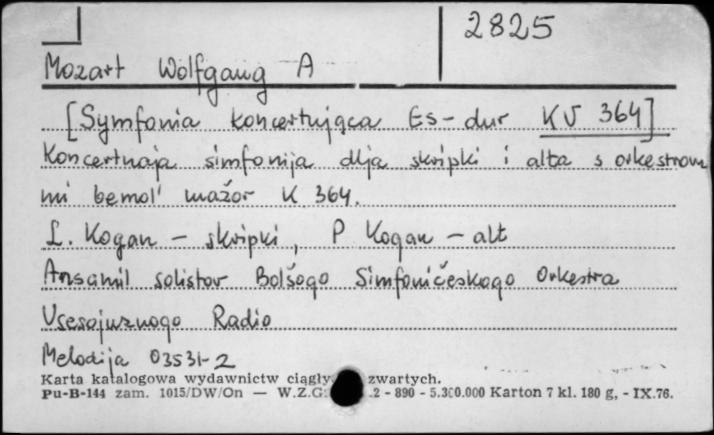 2825
Mozart Wolfgang A
[Symfonia koncertująca Es-dur KV 364]
Koncertnaja simfonija dlja skripki i alta s orkestrom
mi bemol' mažor K 364.
L. Kogan – skripki, P Kogan – alt
Ansamil solistov Bolšogo Simfoničeskogo Orkestra
Vsesojuznogo Radio
Melodija 03531-2
Karta katalogowa wydawnictw ciągły zwartych.
Pu-B-144 zam. 1015/DW/On — W.Z.G. .2 - 890 - 5.300.000 Karton 7 kl. 180 g, - IX.76.